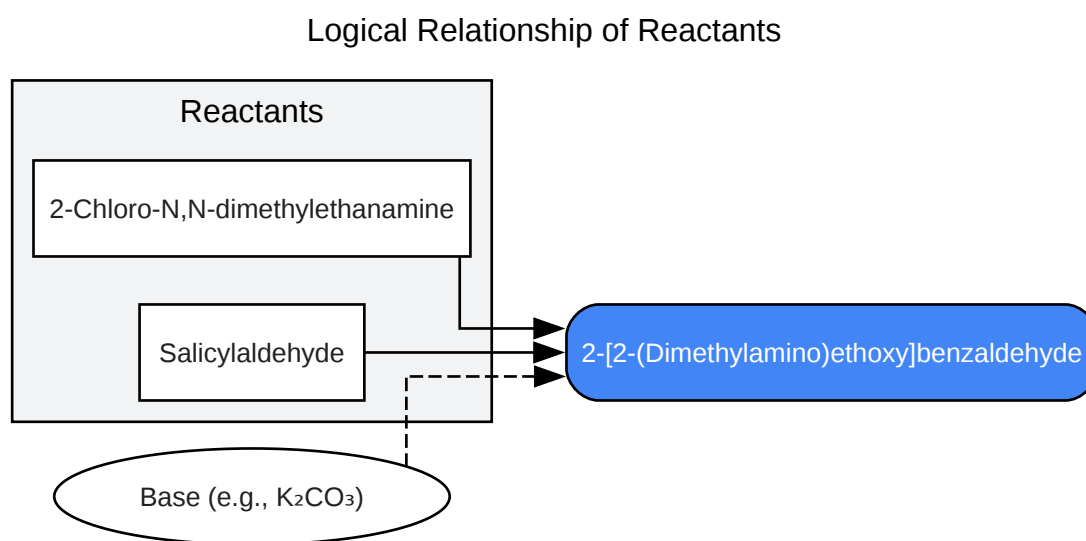 Logical Relationship of Reactants
Reactants
2-Chloro-N,N-dimethylethanamine
Salicylaldehyde
2-[2-(Dimethylamino)ethoxy]benzaldehyde
Base (e.g., K₂CO₃)